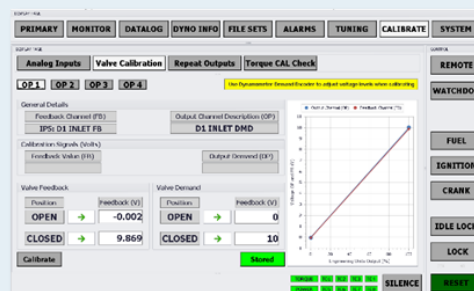 PRIMARY MONITOR DATALOG DYNO INFO FILE SETS ALARMS TUNING CALIBRATE SYSTEM
Analog Inputs Valve Calibration Repeat Outputs Torque CAL Check
REMOTE
OP 1 OP 2 OP 3 OP 4
Use Dynamometer Demand Encoder to adjust voltage levels when calibrating
WATCHDO
General Details
Feedback Channel (FB) Output Channel Description (OP)
IPS: D1 INLET FB D1 INLET DMD
Calibration Signals (Volts)
Feedback Value (FB) Output Demand (OP)
FUEL
IGNITION
CRANK
Valve Feedback Valve Demand
Position Feedback (V) Position Feedback (V)
OPEN -0.002 OPEN 0
CLOSED 9.869 CLOSED 10
IDLE LOCK
LOCK
Calibrate Stored
SILENCE RESET